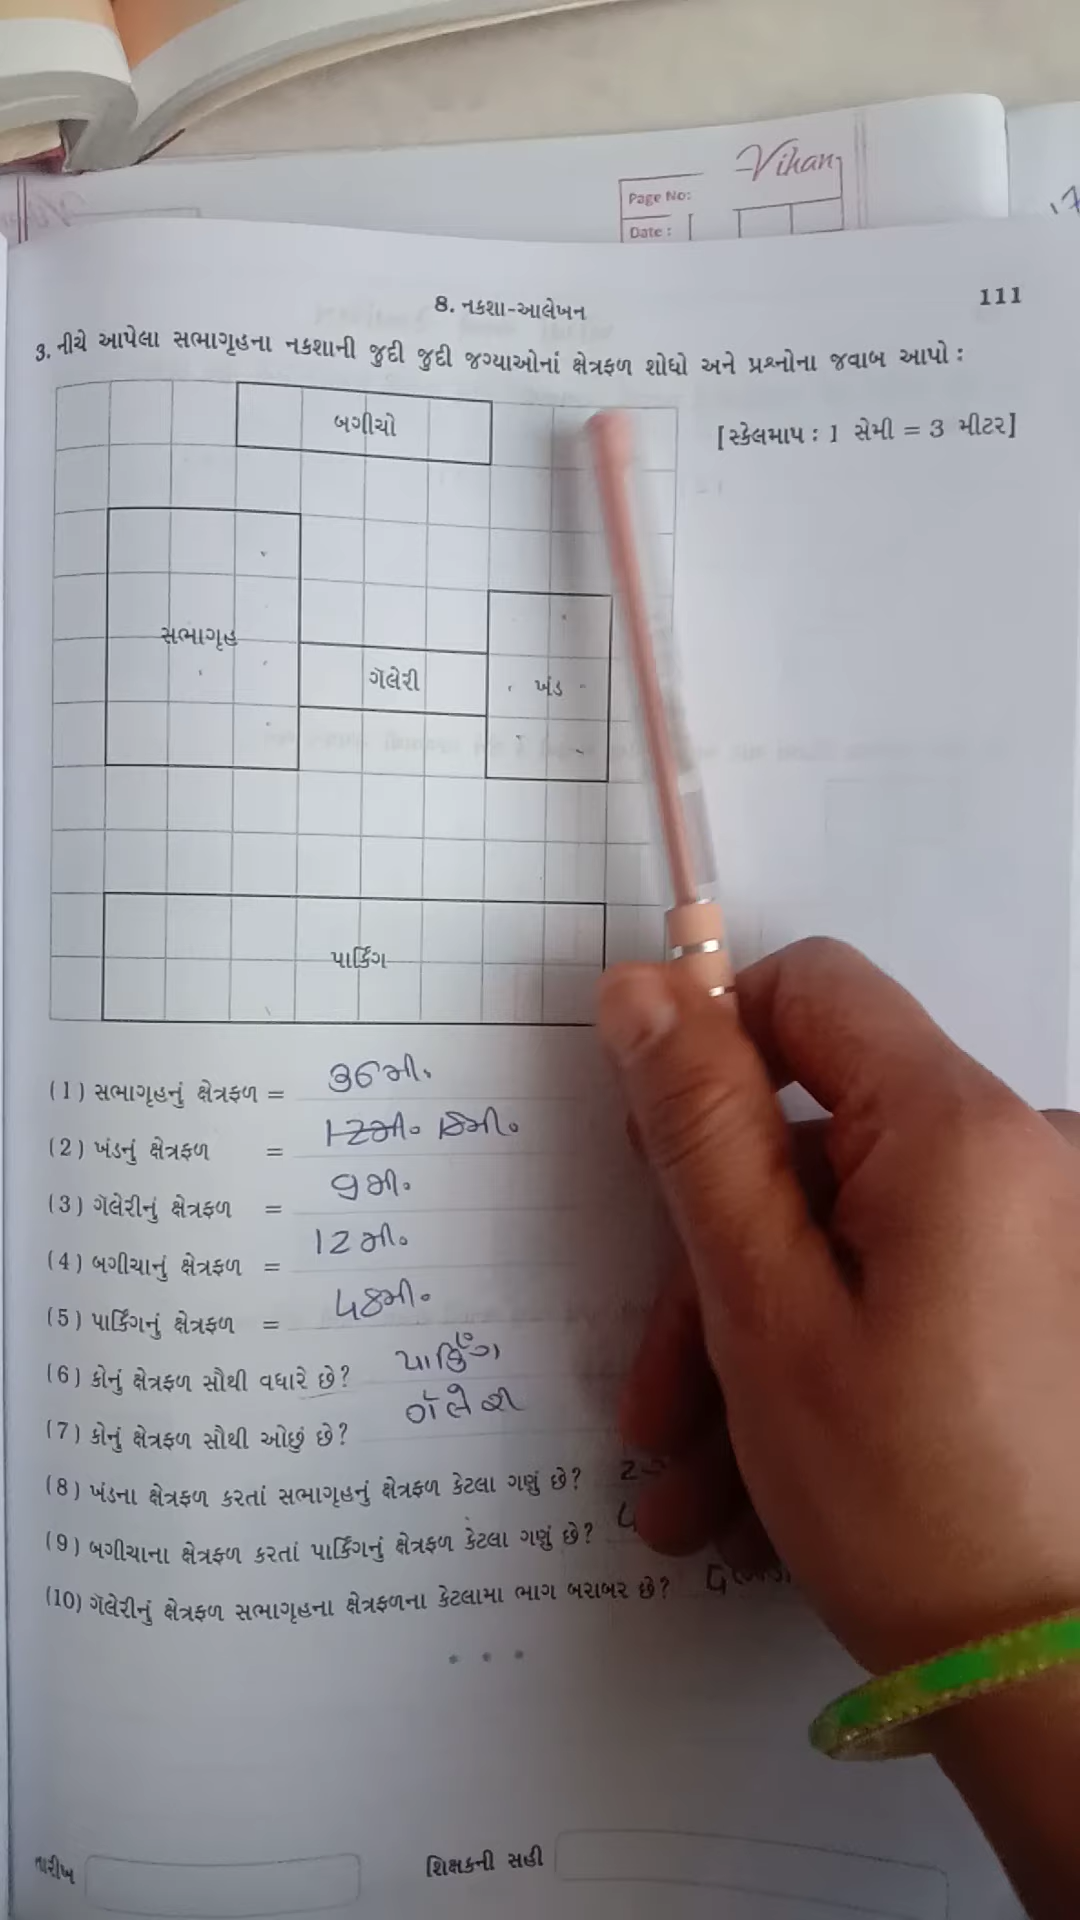 Vihan
Page No:
Date :
8. નકશા-આલેખન
111
3. નીચે આપેલા સભાગૃહના નકશાની જુદી જુદી જગ્યાઓનાં ક્ષેત્રફળ શોધો અને પ્રશ્નોના જવાબ આપો :
[સ્કેલમાપ : 1 સેમી = 3 મીટર]
બગીચો
સભાગૃહ
ગૅલેરી
ખંડ
પાર્કિંગ
(1) સભાગૃહનું ક્ષેત્રફળ = 36મી.
(2) ખંડનું ક્ષેત્રફળ = 12મી. 18મી.
(3) ગૅલેરીનું ક્ષેત્રફળ = 9મી.
(4) બગીચાનું ક્ષેત્રફળ = 12મી.
(5) પાર્કિંગનું ક્ષેત્રફળ = 48મી.
(6) કોનું ક્ષેત્રફળ સૌથી વધારે છે? પાર્કિંગ
(7) કોનું ક્ષેત્રફળ સૌથી ઓછું છે? ગૅલેરી
(8) ખંડના ક્ષેત્રફળ કરતાં સભાગૃહનું ક્ષેત્રફળ કેટલા ગણું છે? 2
(9) બગીચાના ક્ષેત્રફળ કરતાં પાર્કિંગનું ક્ષેત્રફળ કેટલા ગણું છે?
(10) ગૅલેરીનું ક્ષેત્રફળ સભાગૃહના ક્ષેત્રફળના કેટલામા ભાગ બરાબર છે?
તારીખ
શિક્ષકની સહી